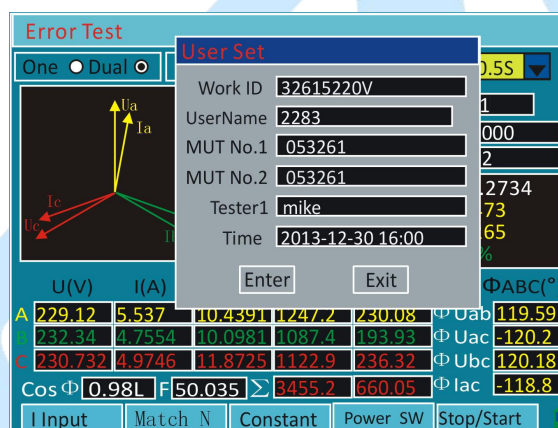 Error Test
User Set
One Dual
0.5S
Work ID 32615220V
UserName 2283
MUT No.1 053261
MUT No.2 053261
Tester1 mike
Time 2013-12-30 16:00
Enter Exit
Ua
Ia
Ic
Uc
1
000
2
.2734
73
65
%
U(V) I(A) ΦABC(°
A 229.12 5.537 10.4391 1247.2 230.08 ΦUab 119.59
B 232.34 4.7554 10.0981 1087.4 193.93 ΦUac -120.2
C 230.732 4.9746 11.8725 1122.9 236.32 ΦUbc 120.18
Cos Φ 0.98L F 50.035 Σ 3455.2 660.05 ΦIac -118.8
I Input Match N Constant Power SW Stop/Start